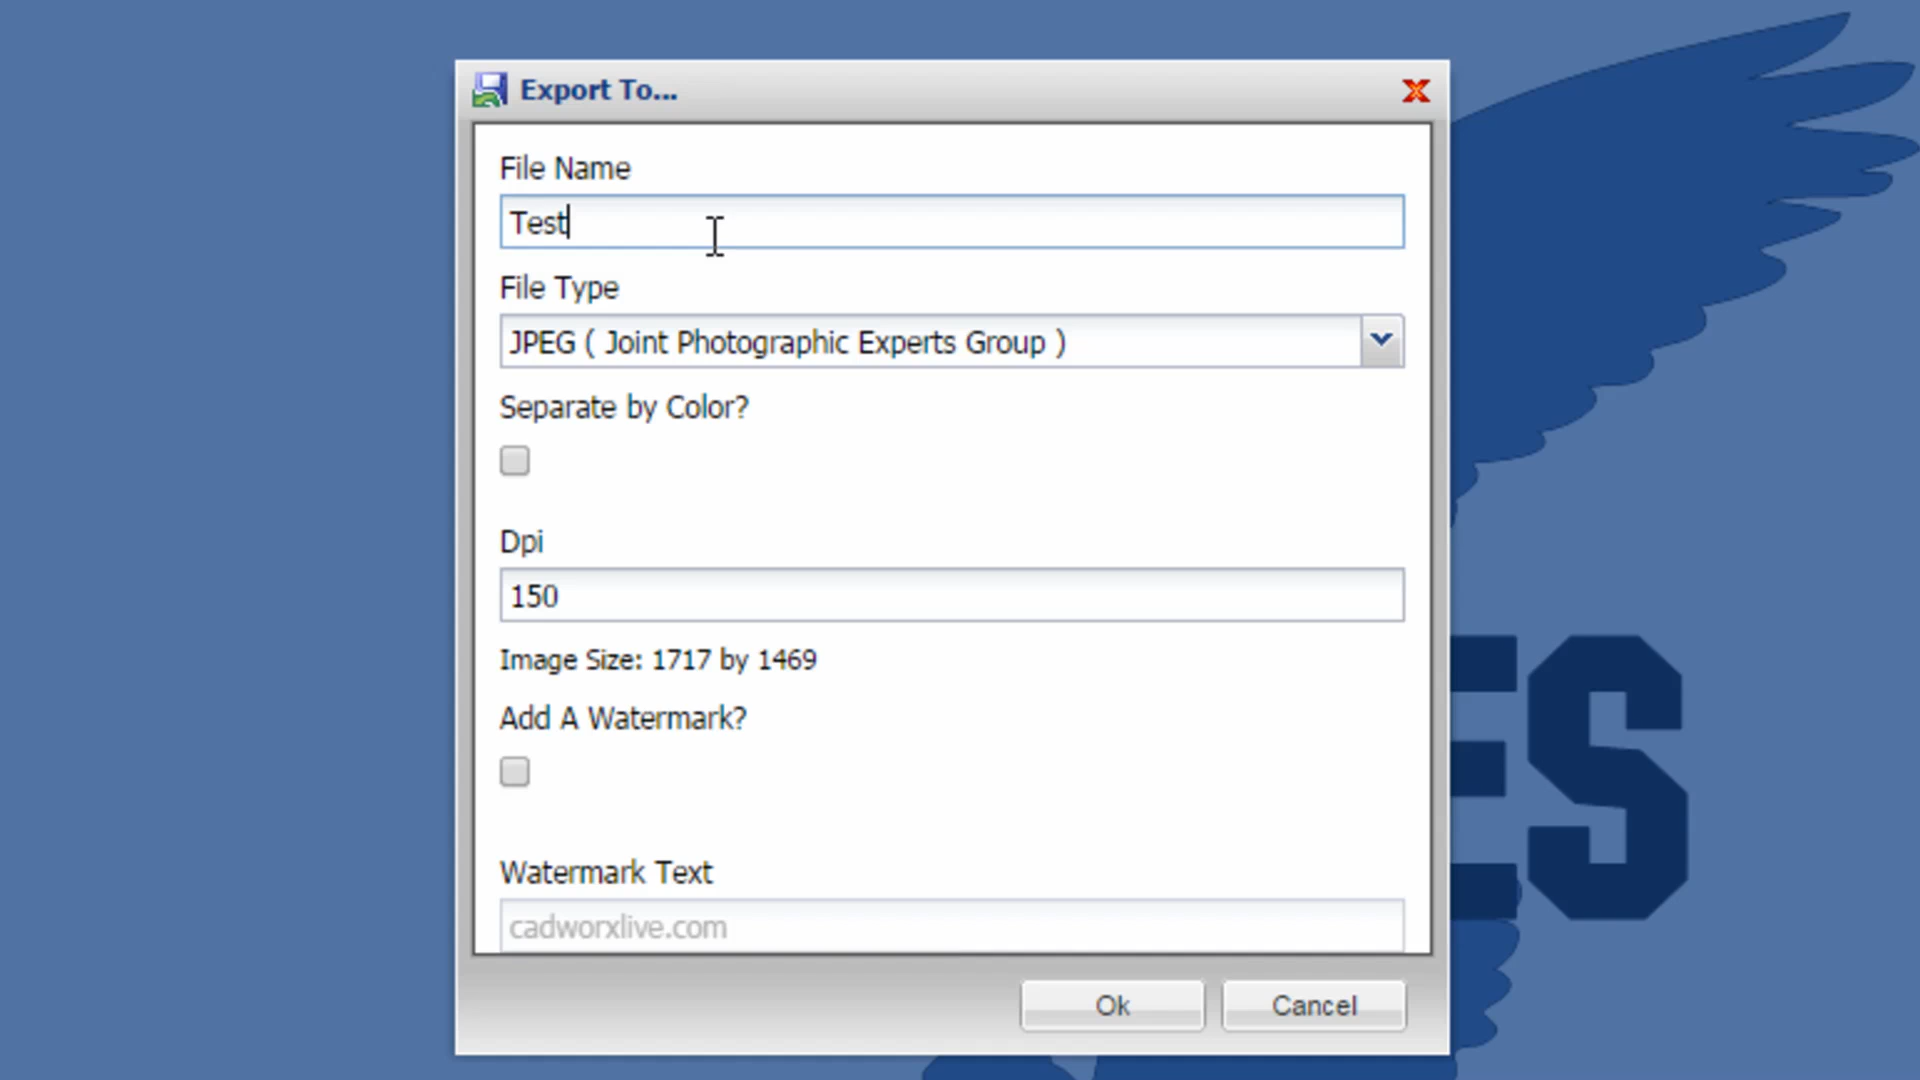 Export To...
File Name
Test
File Type
JPEG ( Joint Photographic Experts Group )
Separate by Color?
Dpi
150
Image Size: 1717 by 1469
Add A Watermark?
ES
Watermark Text
cadworxlive.com
Ok
Cancel